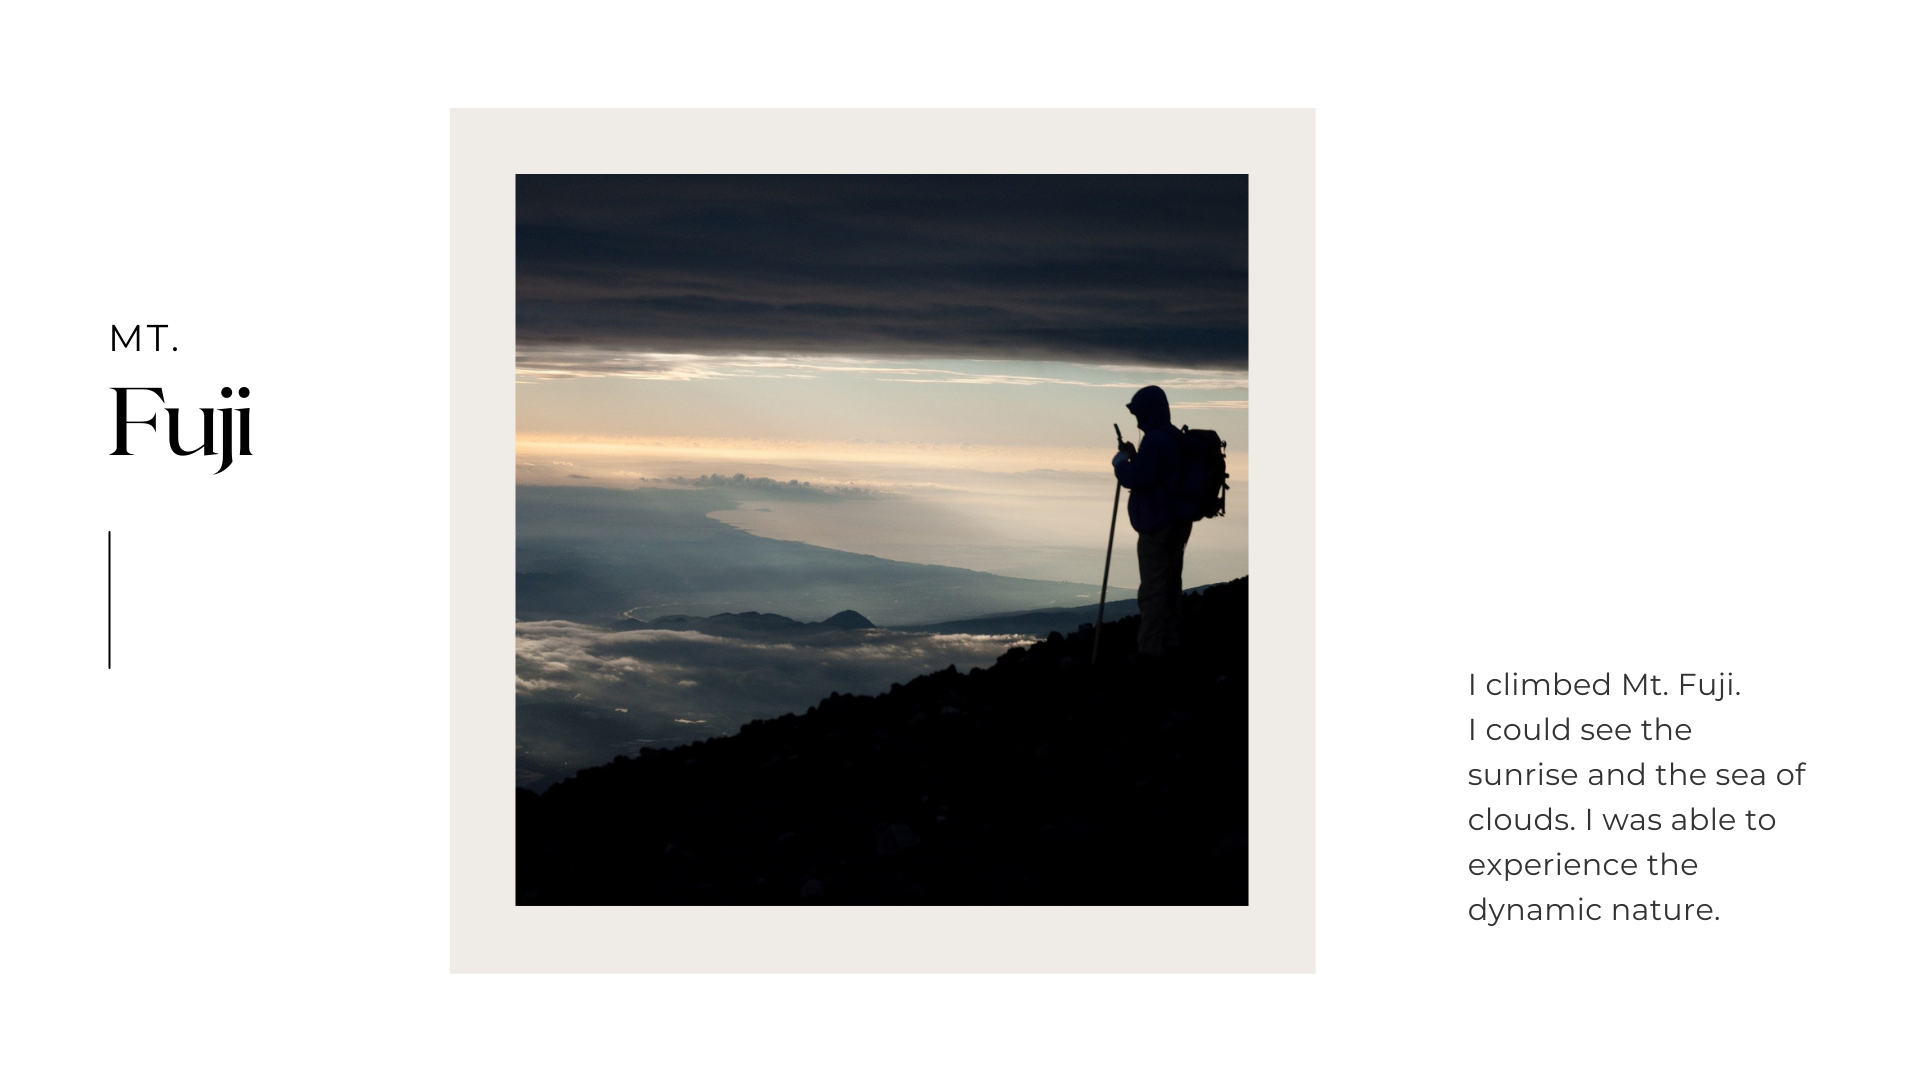 MT.
Fuji
I climbed Mt. Fuji.
I could see the
sunrise and the sea of
clouds. I was able to
experience the
dynamic nature.